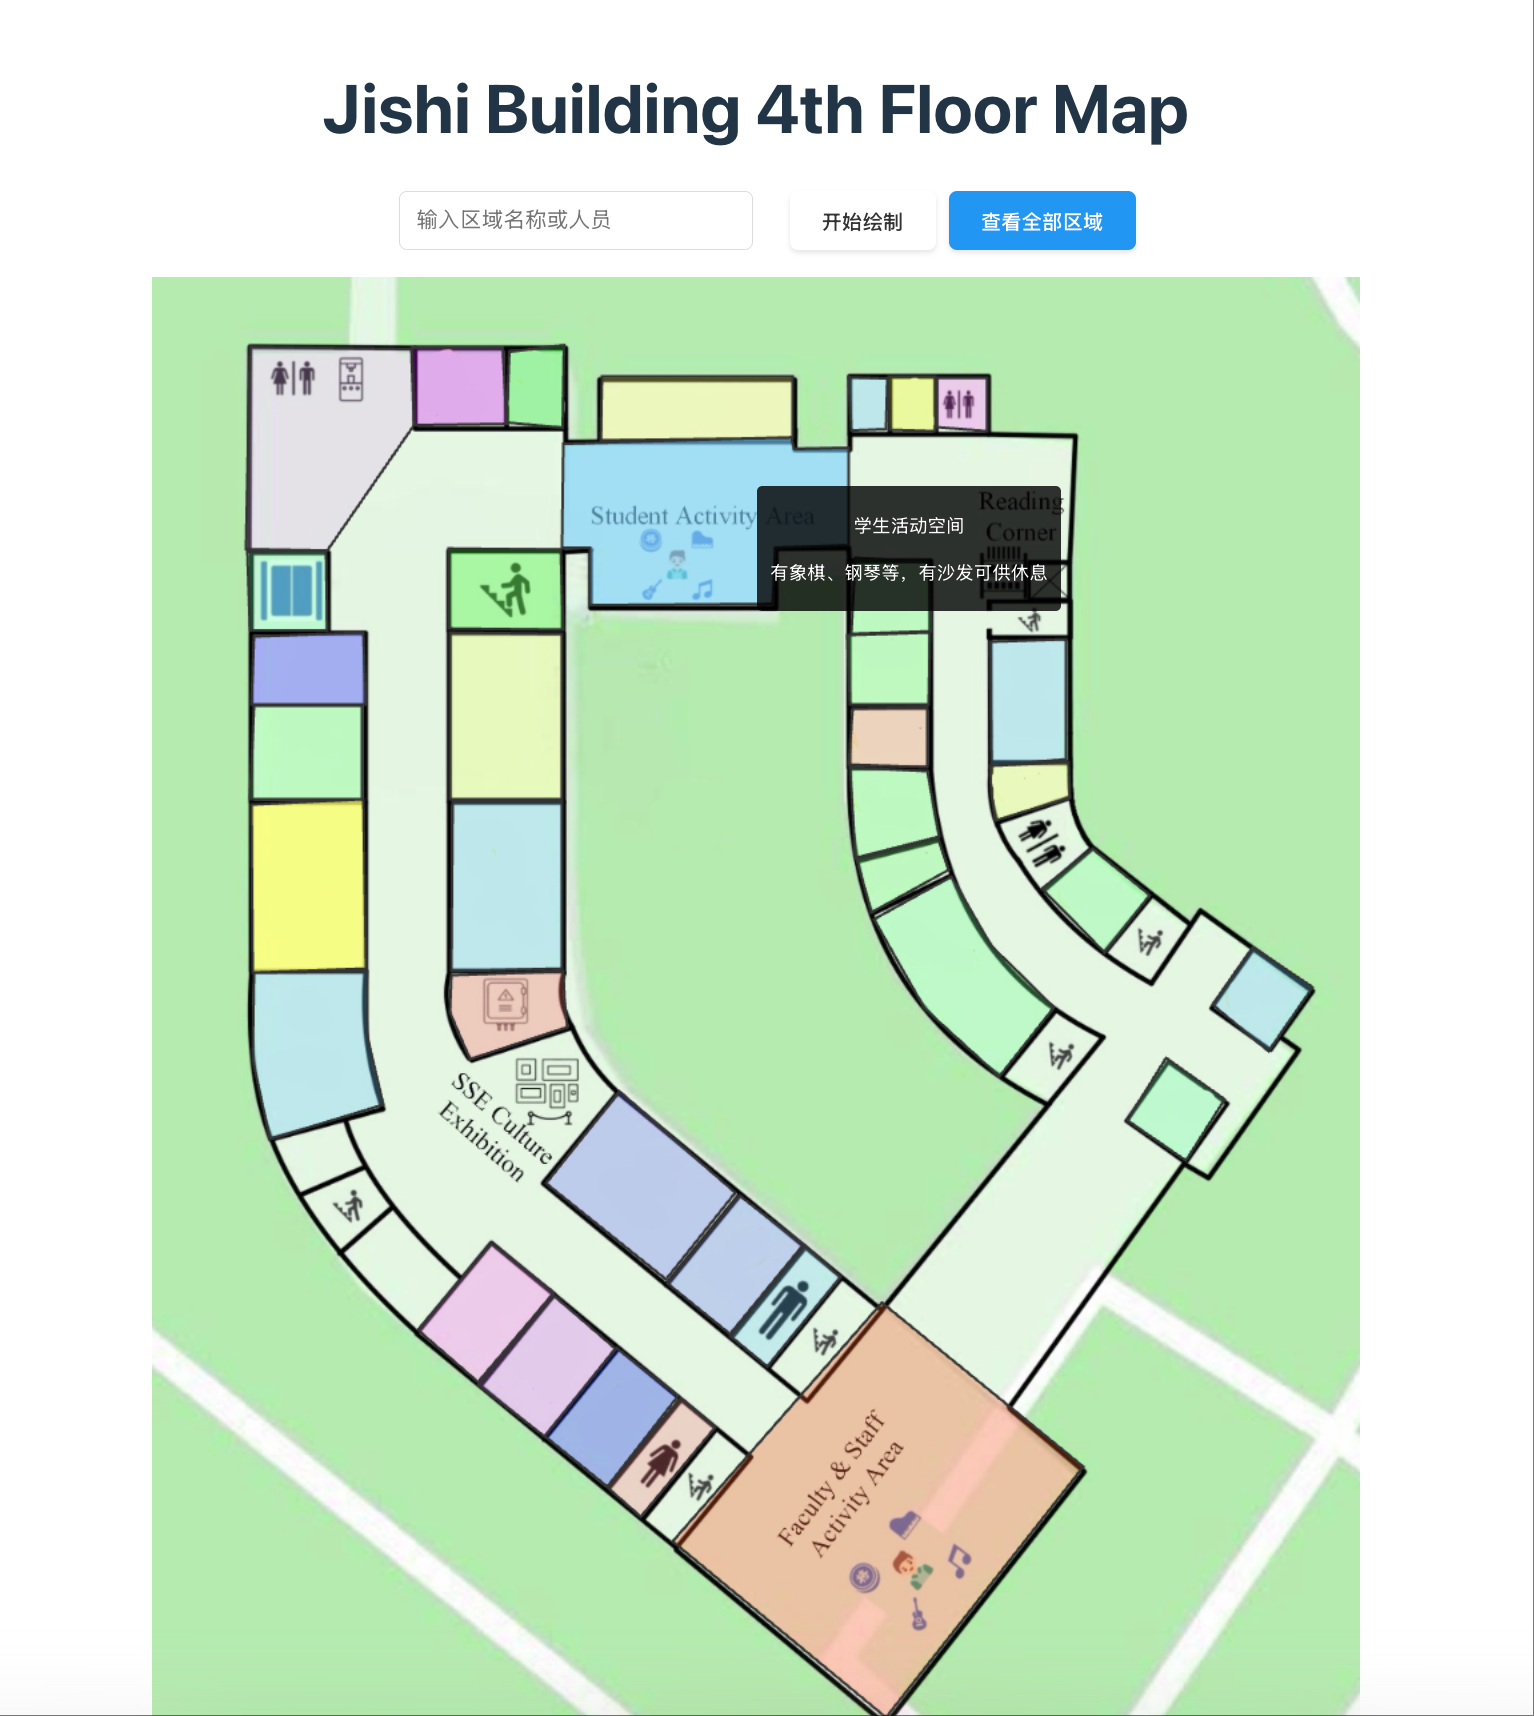 Jishi Building 4th Floor Map
输入区域名称或人员
开始绘制
查看全部区域
Student Activity Area
学生活动空间
有象棋、钢琴等，有沙发可供休息
Reading
Corner
SSE Culture
Exhibition
Faculty & Staff
Activity Area